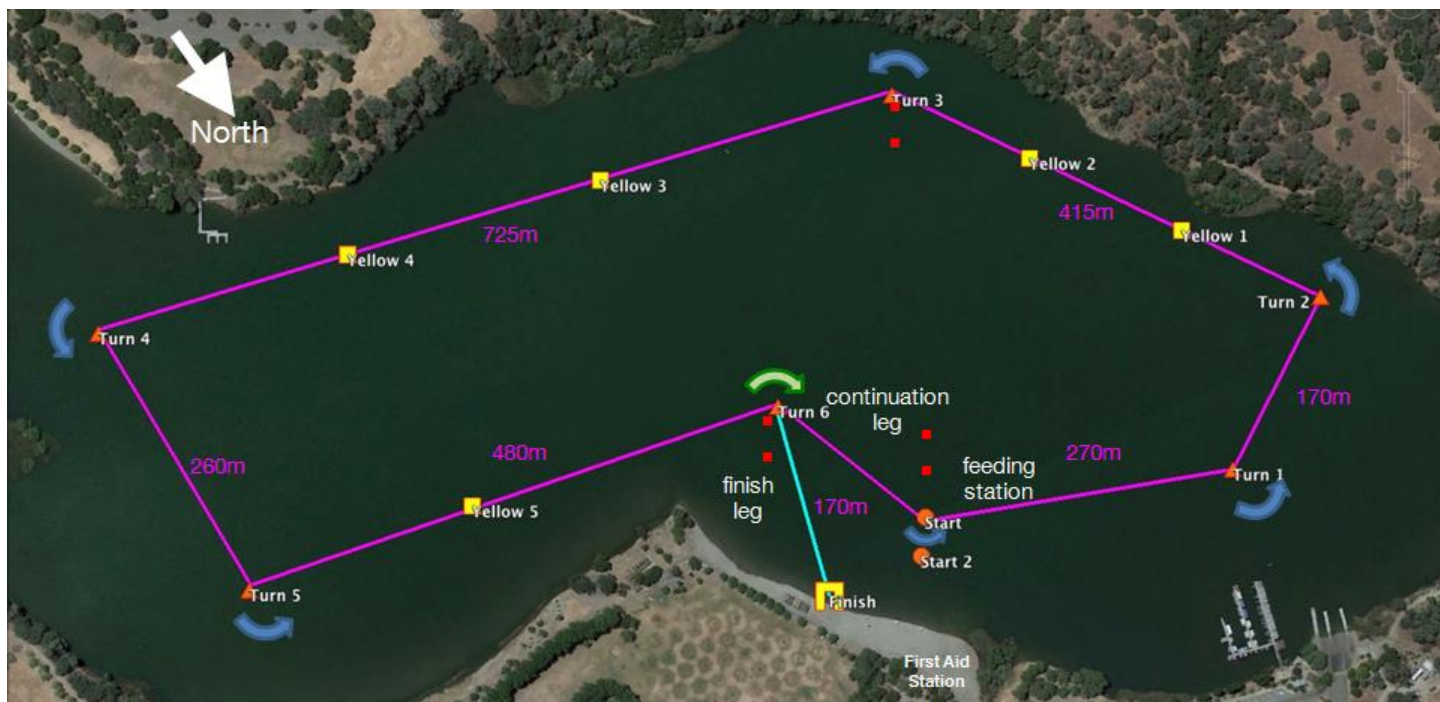 North
Turn 3
Yellow 2
Yellow 3
415m
Yellow 1
725m
Yellow 4
Turn 2
Turn 4
continuation
leg
Turn 6
170m
480m
270m
260m
feeding
station
finish
leg
170m
Yellow 5
Turn 1
Start
Start 2
Turn 5
Finish
First Aid
Station